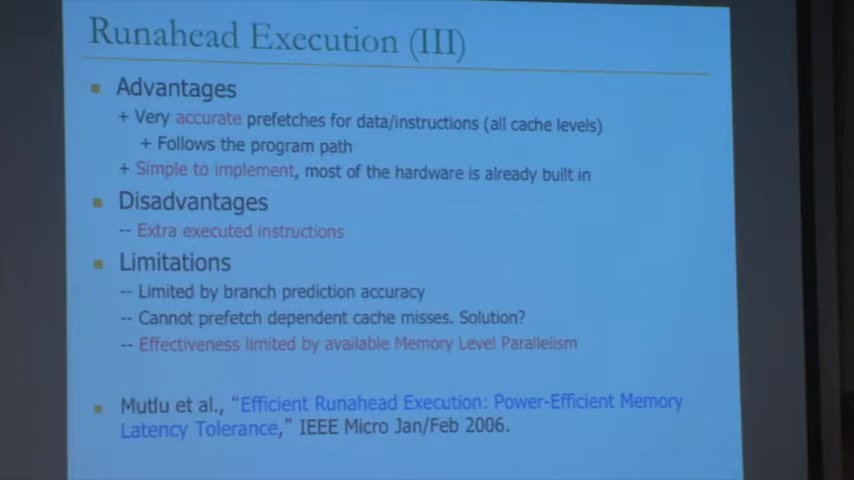 Runahead Execution (III)
Advantages
+ Very accurate prefetches for data/instructions (all cache levels)
+ Follows the program path
+ Simple to implement, most of the hardware is already built in
Disadvantages
-- Extra executed instructions
Limitations
-- Limited by branch prediction accuracy
-- Cannot prefetch dependent cache misses. Solution?
-- Effectiveness limited by available Memory Level Parallelism
Mutlu et al., “Efficient Runahead Execution: Power-Efficient Memory
Latency Tolerance,” IEEE Micro Jan/Feb 2006.